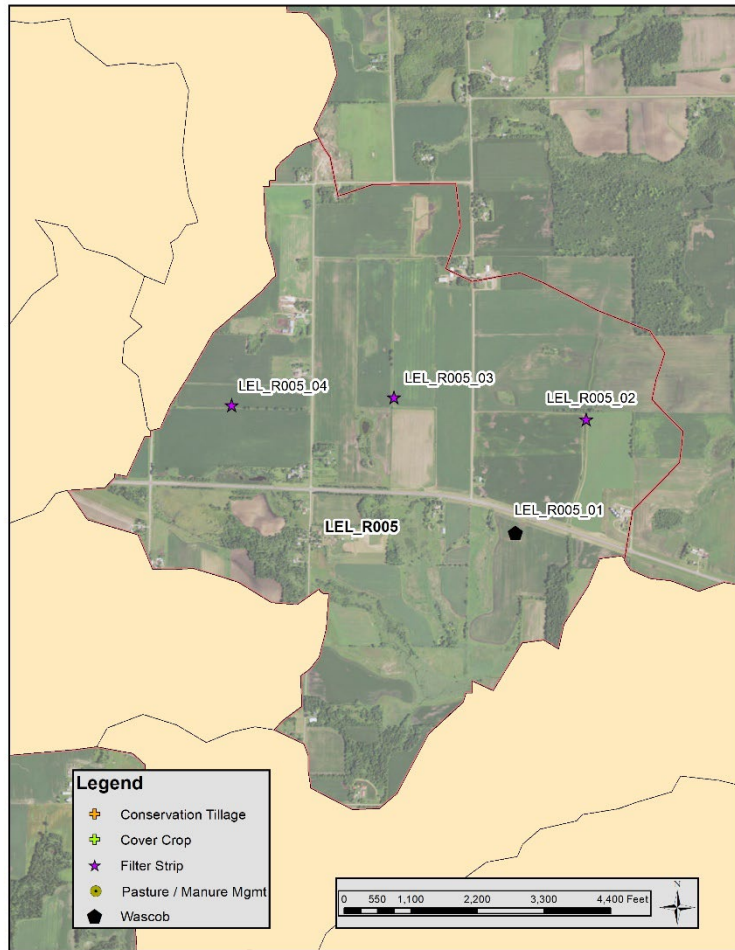 LEL_R005_04
LEL_R005_03
LEL_R005_02
LEL_R005_01
LEL_R005
Legend
Conservation Tillage
Cover Crop
Filter Strip
Pasture / Manure Mgmt
Wascob
0 550 1,100 2,200 3,300 4,400 Feet
N